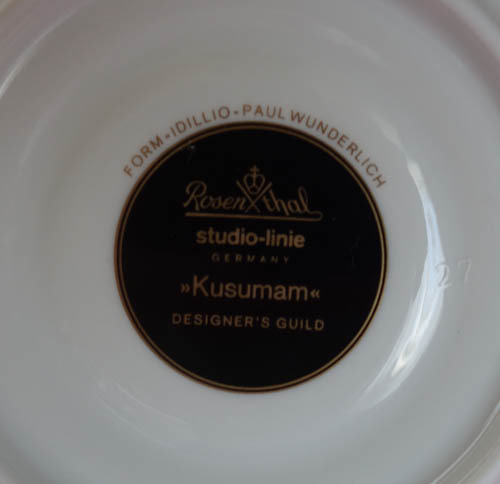 FORM-IDILLIO-PAUL WUNDERLICH
Rosenthal
studio-linie
GERMANY
»Kusumam«
DESIGNER'S GUILD
27